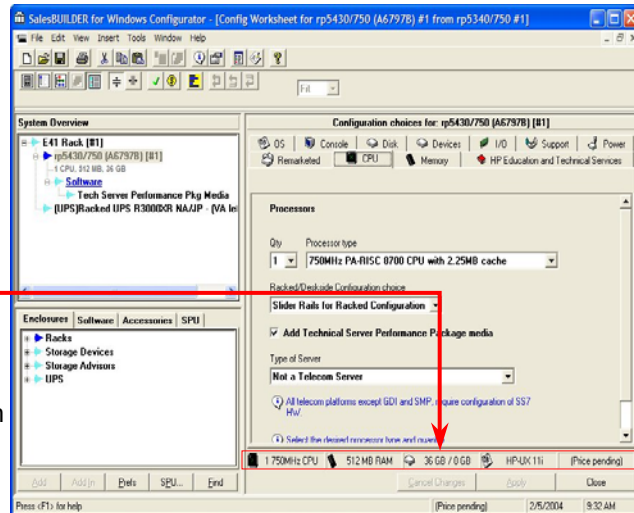 SalesBUILDER for Windows Configurator - [Config Worksheet for rp5430/750 (A6797B) #1 from rp5340/750 #1]
File Edit View Insert Tools Window Help
Fit
System Overview
E41 Rack [#1]
rp5430/750 (A6797B) [#1]
1 CPU, 512 MB, 36 GB
Software
Tech Server Performance Pkg Media
(UPS)Racked UPS R3000XR NA/JP - (VA
Enclosures Software Accessories SPU
Racks
Storage Devices
Storage Advisors
UPS
Add Add In Prefs SPU... Find
Configuration choices for: rp5430/750 (A6797B) [#1]
OS Console Disk Devices I/O Support Power
Remarketed CPU Memory HP Education and Technical Services
Processors
Qty Processor type
1 750MHz PA-RISC 8700 CPU with 2.25MB cache
Racked/Deskside Configuration choice
Slider Rails for Racked Configuration
Add Technical Server Performance Package media
Type of Server
Not a Telecom Server
All telecom platforms except GDI and SMP, require configuration of SS7
HW.
Select the desired processor type and
1 750MHz CPU 512 MB RAM 36 GB / 0 GB HP-UX 11i (Price pending)
Cancel Changes Apply Close
Press <F1> for help (Price pending) 2/5/2004 9:32 AM